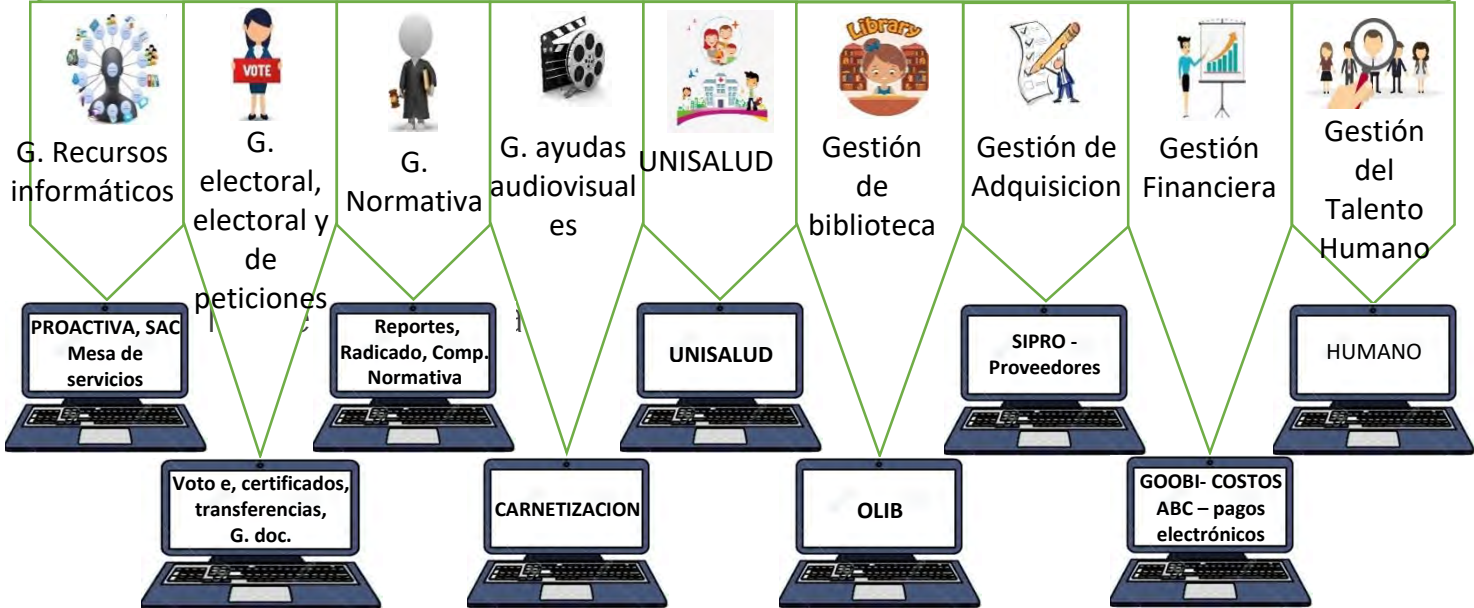 VOTE
Library
G. Recursos
informáticos
G.
electoral,
electoral y
de
peticiones
G.
Normativa
G. ayudas
audiovisual
es
UNISALUD
Gestión
de
biblioteca
Gestión de
Adquisicion
Gestión
Financiera
Gestión
del
Talento
Humano
PROACTIVA, SAC
Mesa de
servicios
Reportes,
Radicado, Comp.
Normativa
UNISALUD
SIPRO -
Proveedores
HUMANO
Voto e, certificados,
transferencias,
G. doc.
CARNETIZACION
OLIB
GOOBI- COSTOS
ABC – pagos
electrónicos